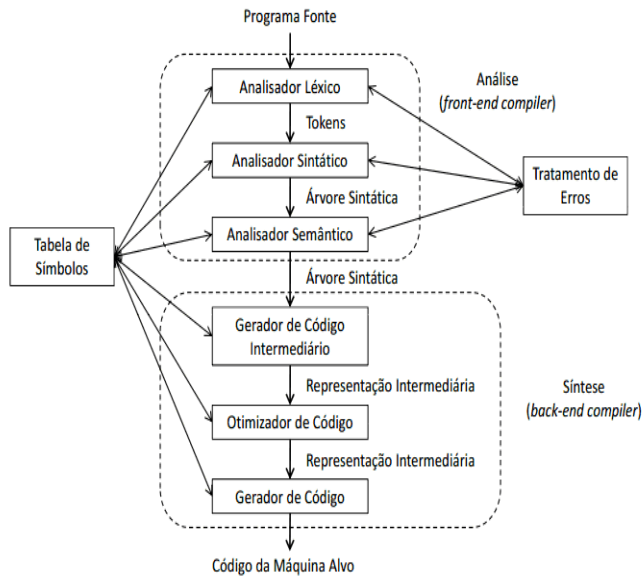 Programa Fonte
Analisador Léxico
Análise
(front-end compiler)
Tokens
Analisador Sintático
Tratamento de
Erros
Árvore Sintática
Analisador Semântico
Tabela de
Símbolos
Árvore Sintática
Gerador de Código
Intermediário
Representação Intermediária
Síntese
(back-end compiler)
Otimizador de Código
Representação Intermediária
Gerador de Código
Código da Máquina Alvo